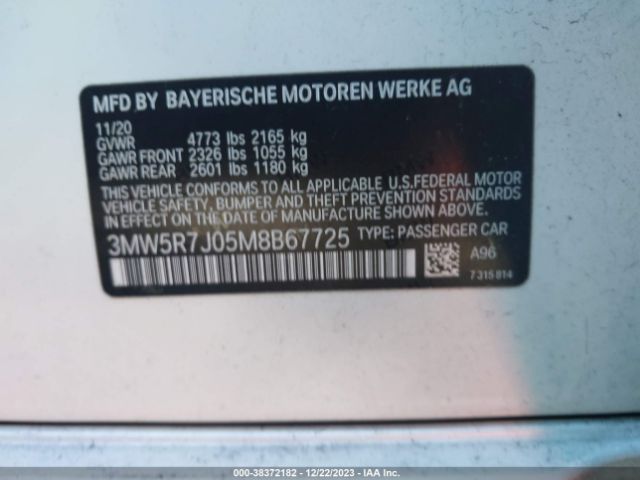 MFD BY BAYERISCHE MOTOREN WERKE AG
11/20
GVWR 4773 lbs 2165 kg
GAWR FRONT 2326 lbs 1055 kg
GAWR REAR 2601 lbs 1180 kg
THIS VEHICLE CONFORMS TO ALL APPLICABLE U.S.FEDERAL MOTOR
VEHICLE SAFETY, BUMPER, AND THEFT PREVENTION STANDARDS
IN EFFECT ON THE DATE OF MANUFACTURE SHOWN ABOVE.
3MW5R7J05M8B67725 TYPE: PASSENGER CAR
A96
7 315 814
000-38372182 - 12/22/2023 - IAA Inc.